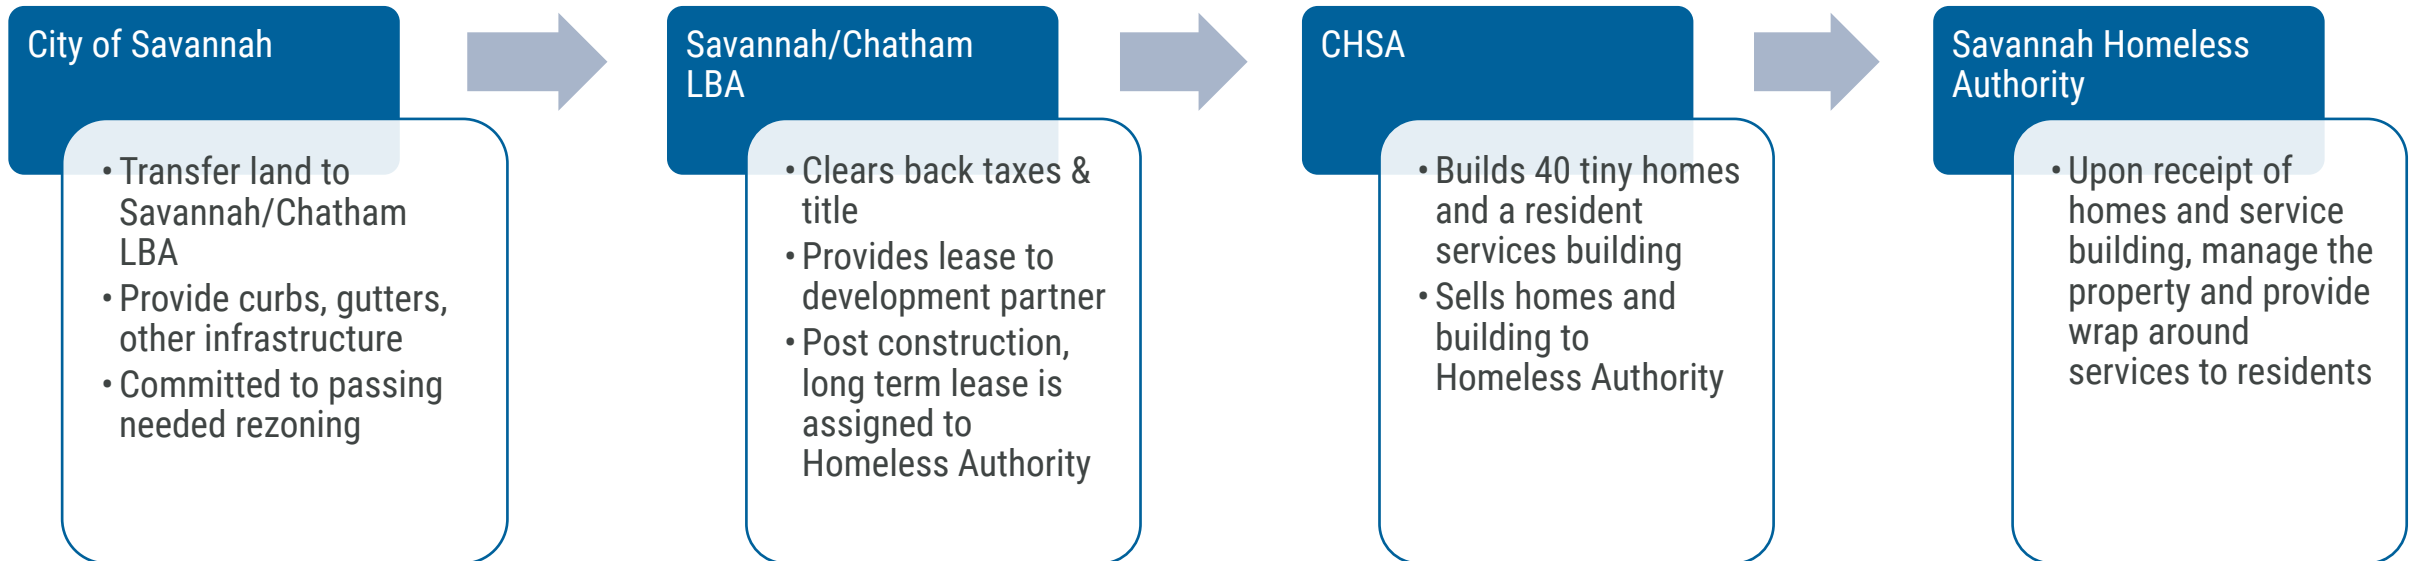 City of Savannah
• Transfer land to
Savannah/Chatham
LBA
• Provide curbs, gutters,
other infrastructure
• Committed to passing
needed rezoning
Savannah/Chatham
LBA
• Clears back taxes &
title
• Provides lease to
development partner
• Post construction,
long term lease is
assigned to
Homeless Authority
CHSA
• Builds 40 tiny homes
and a resident
services building
• Sells homes and
building to
Homeless Authority
Savannah Homeless
Authority
• Upon receipt of
homes and service
building, manage the
property and provide
wrap around
services to residents